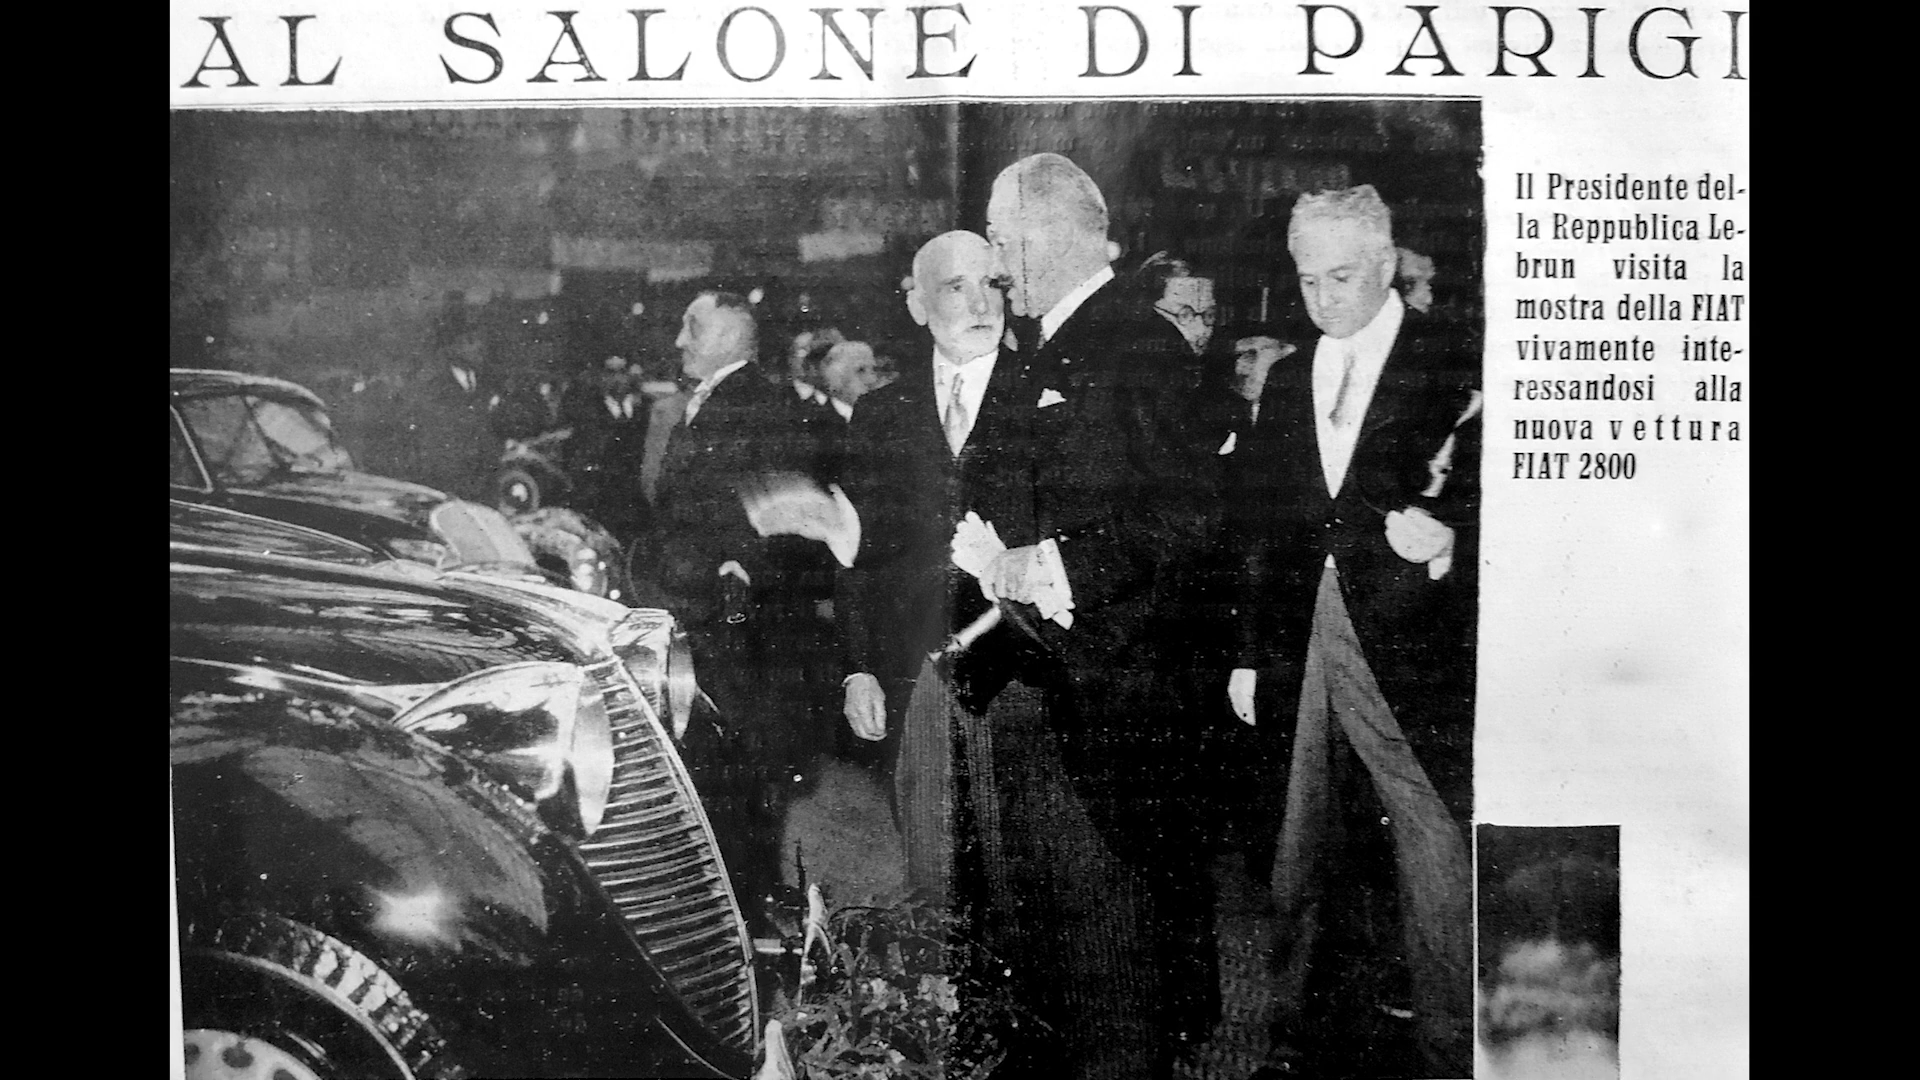 AL SALONE DI PARIGI
Il Presidente del-
la Reppublica Le-
brun visita la
mostra della FIAT
vivamente inte-
ressandosi alla
nuova vettura
FIAT 2800